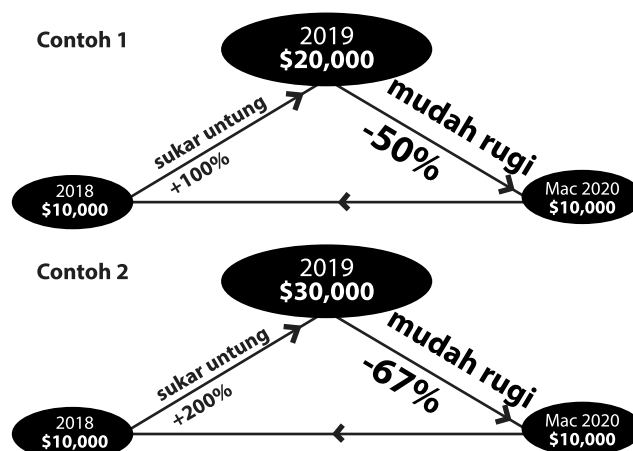 Contoh 1
2019
$20,000
sukar untung
+100%
mudah rugi
-50%
2018
$10,000
Mac 2020
$10,000
Contoh 2
2019
$30,000
sukar untung
+200%
mudah rugi
-67%
2018
$10,000
Mac 2020
$10,000